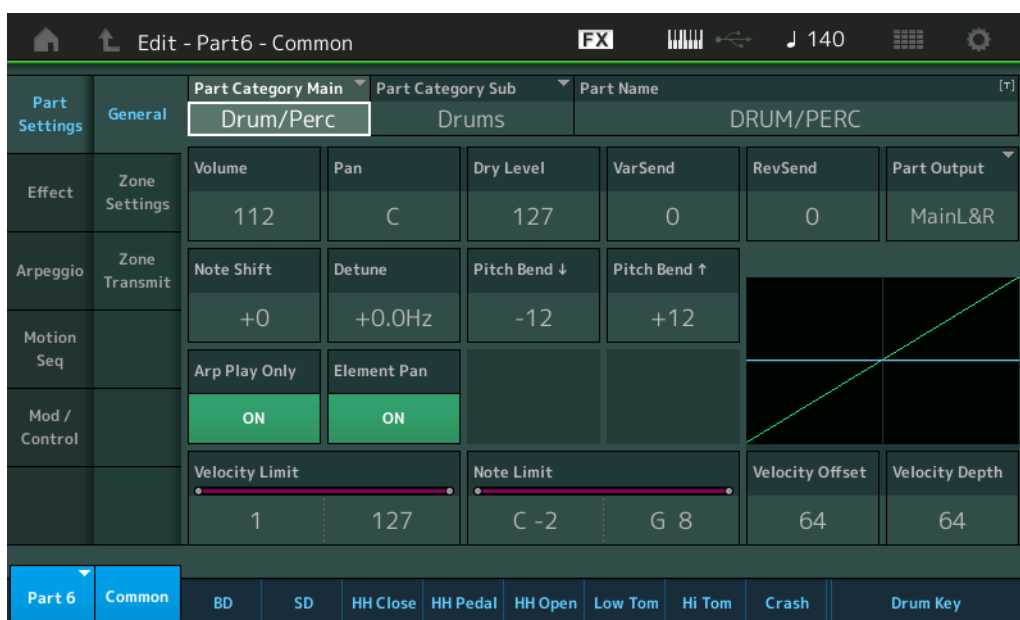 Edit - Part6 - Common FX ♩ 140
Part Settings
General
Part Category Main Part Category Sub Part Name [T]
Drum/Perc Drums DRUM/PERC
Effect
Zone Settings
Volume Pan Dry Level VarSend RevSend Part Output
112 C 127 0 0 MainL&R
Arpeggio
Zone Transmit
Note Shift Detune Pitch Bend ↓ Pitch Bend ↑
+0 +0.0Hz -12 +12
Motion Seq
Arp Play Only Element Pan
ON ON
Mod / Control
Velocity Limit Note Limit Velocity Offset Velocity Depth
1 127 C -2 G 8 64 64
Part 6 Common BD SD HH Close HH Pedal HH Open Low Tom Hi Tom Crash Drum Key